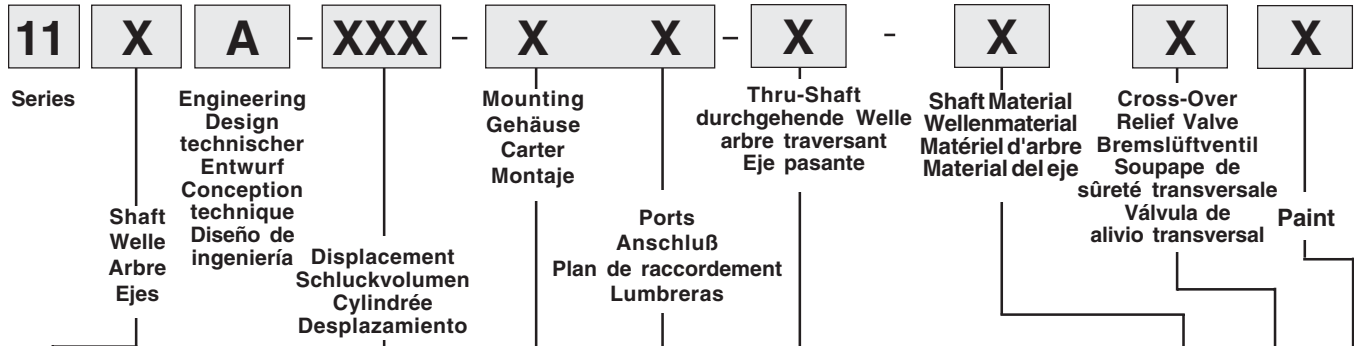 11 X A – XXX – X X – X - X X X
Series
Shaft
Welle
Arbre
Ejes
Engineering
Design
technischer
Entwurf
Conception
technique
Diseño de
ingeniería
Displacement
Schluckvolumen
Cylindrée
Desplazamiento
Mounting
Gehäuse
Carter
Montaje
Ports
Anschluß
Plan de raccordement
Lumbreras
Thru-Shaft
durchgehende Welle
arbre traversant
Eje pasante
Shaft Material
Wellenmaterial
Matériel d'arbre
Material del eje
Cross-Over
Relief Valve
Bremslüftventil
Soupape de
sûreté transversale
Válvula de
alivio transversal
Paint